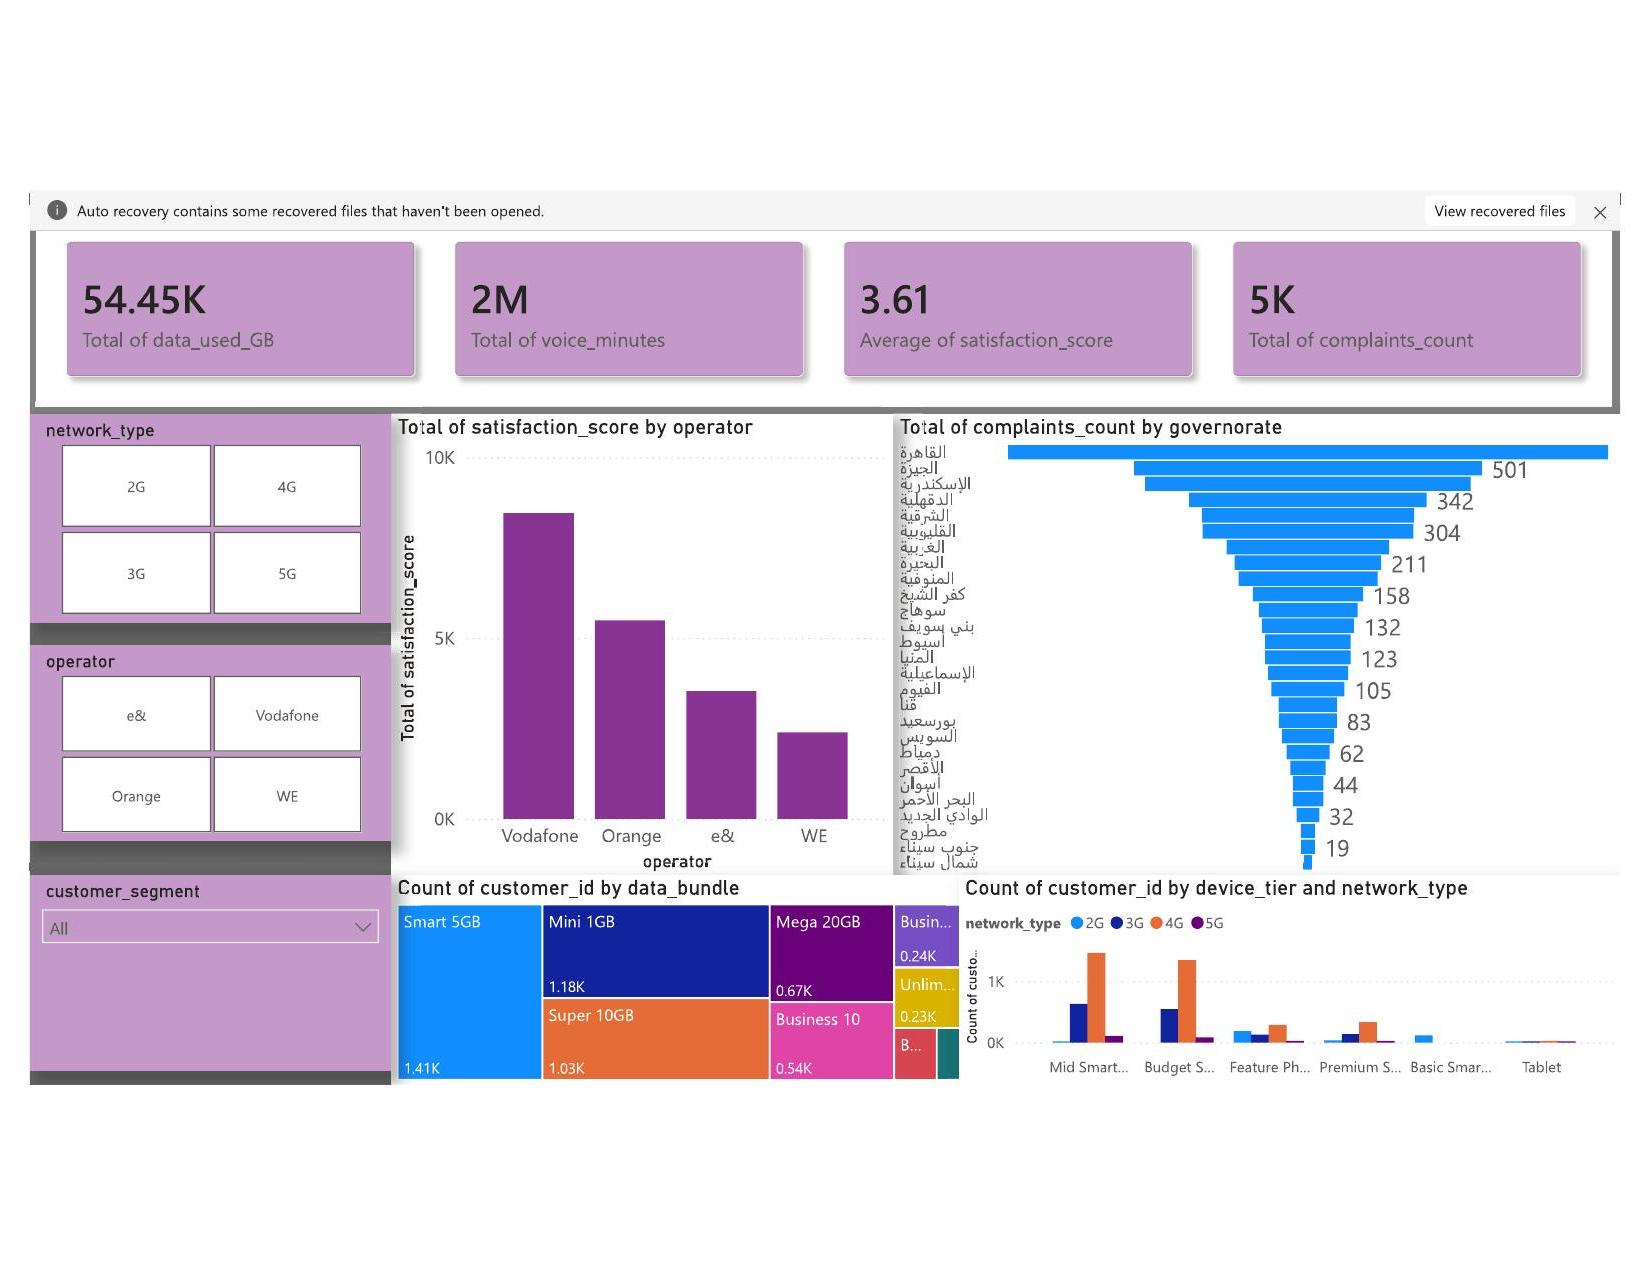 Auto recovery contains some recovered files that haven't been opened.
View recovered files
54.45K
Total of data_used_GB
2M
Total of voice_minutes
3.61
Average of satisfaction_score
5K
Total of complaints_count
network_type
2G
4G
3G
5G
operator
e&
Vodafone
Orange
WE
customer_segment
All
Total of satisfaction_score by operator
Total of satisfaction_score
10K
5K
0K
Vodafone
Orange
e&
WE
operator
Total of complaints_count by governorate
القاهرة
الجيزة
501
الإسكندرية
الدقهلية
342
الشرقية
القليوبية
304
الغربية
البحيرة
211
المنوفية
كفر الشيخ
158
سوهاج
بني سويف
132
أسيوط
المنيا
123
الإسماعيلية
الفيوم
105
قنا
بورسعيد
83
السويس
دمياط
62
الأقصر
أسوان
44
البحر الأحمر
الوادي الجديد
32
مطروح
جنوب سيناء
19
شمال سيناء
Count of customer_id by data_bundle
Smart 5GB
1.41K
Mini 1GB
1.18K
Super 10GB
1.03K
Mega 20GB
0.67K
Business 10
0.54K
Busin...
0.24K
Unlim...
0.23K
B...
Count of customer_id by device_tier and network_type
network_type 2G 3G 4G 5G
Count of custo...
1K
0K
Mid Smart...
Budget S...
Feature Ph...
Premium S...
Basic Smar...
Tablet